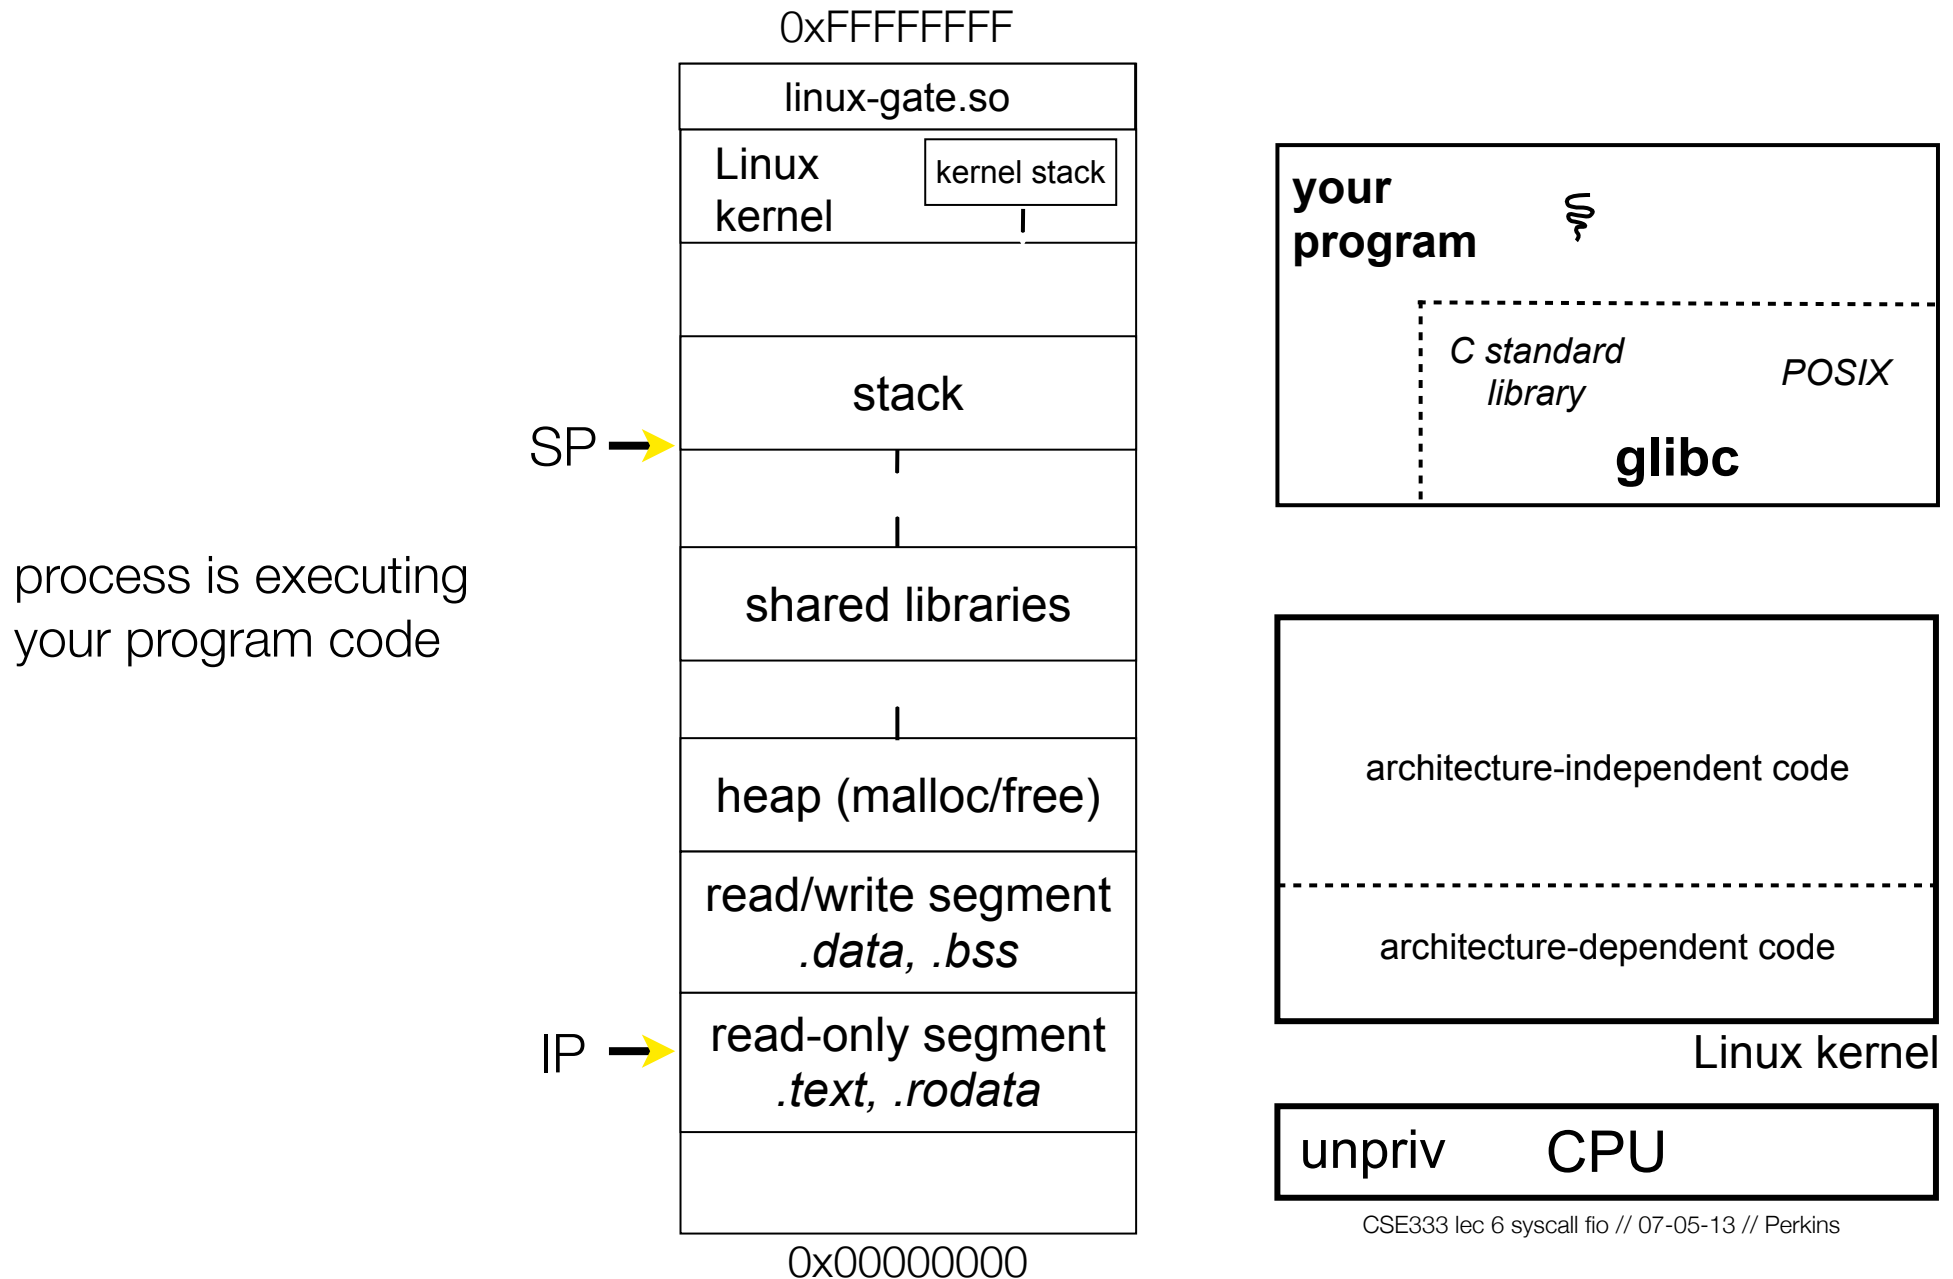 0xFFFFFFFF
linux-gate.so
Linux
kernel
kernel stack
stack
SP
shared libraries
heap (malloc/free)
read/write segment
.data, .bss
IP
read-only segment
.text, .rodata
0x00000000
process is executing
your program code
your
program
C standard
library
POSIX
glibc
architecture-independent code
architecture-dependent code
Linux kernel
unpriv
CPU
CSE333 lec 6 syscall fio // 07-05-13 // Perkins